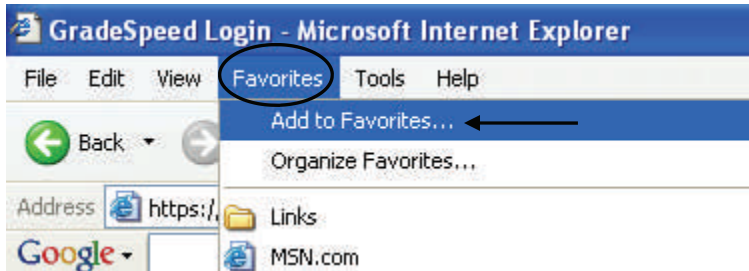 GradeSpeed Login - Microsoft Internet Explorer
File Edit View Favorites Tools Help
Add to Favorites...
Back
Organize Favorites...
Address https:/
Links
Google
MSN.com